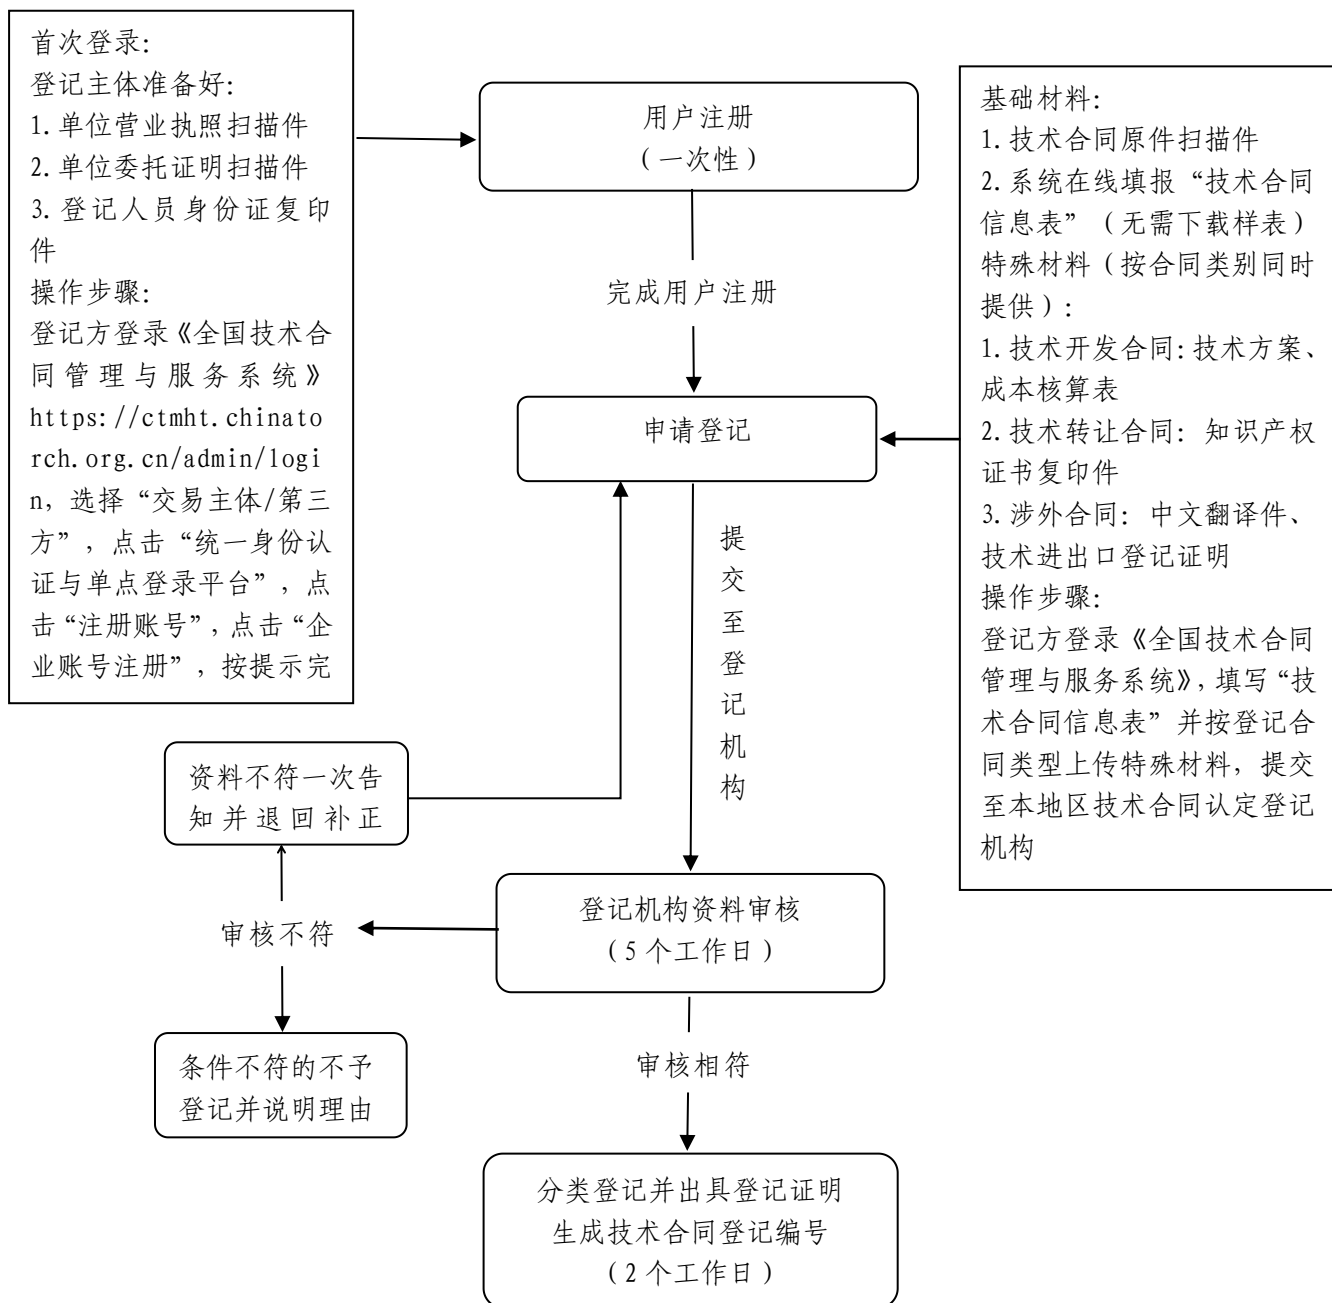 首次登录：
登记主体准备好：
1.单位营业执照扫描件
2.单位委托证明扫描件
3.登记人员身份证复印
件
操作步骤：
登记方登录《全国技术合
同管理与服务系统》
https://ctmht.chinato
rch.org.cn/admin/logi
n，选择“交易主体/第三
方”，点击“统一身份认
证与单点登录平台”，点
击“注册账号”，点击“企
业账号注册”，按提示完
用户注册
（一次性）
完成用户注册
申请登记
提交至登记机构
基础材料：
1.技术合同原件扫描件
2.系统在线填报“技术合同
信息表”（无需下载样表）
特殊材料（按合同类别同时
提供）：
1.技术开发合同：技术方案、
成本核算表
2.技术转让合同：知识产权
证书复印件
3.涉外合同：中文翻译件、
技术进出口登记证明
操作步骤：
登记方登录《全国技术合同
管理与服务系统》，填写“技
术合同信息表”并按登记合
同类型上传特殊材料，提交
至本地区技术合同认定登记
机构
资料不符一次告
知并退回补正
审核不符
条件不符的不予
登记并说明理由
登记机构资料审核
（5个工作日）
审核相符
分类登记并出具登记证明
生成技术合同登记编号
（2个工作日）